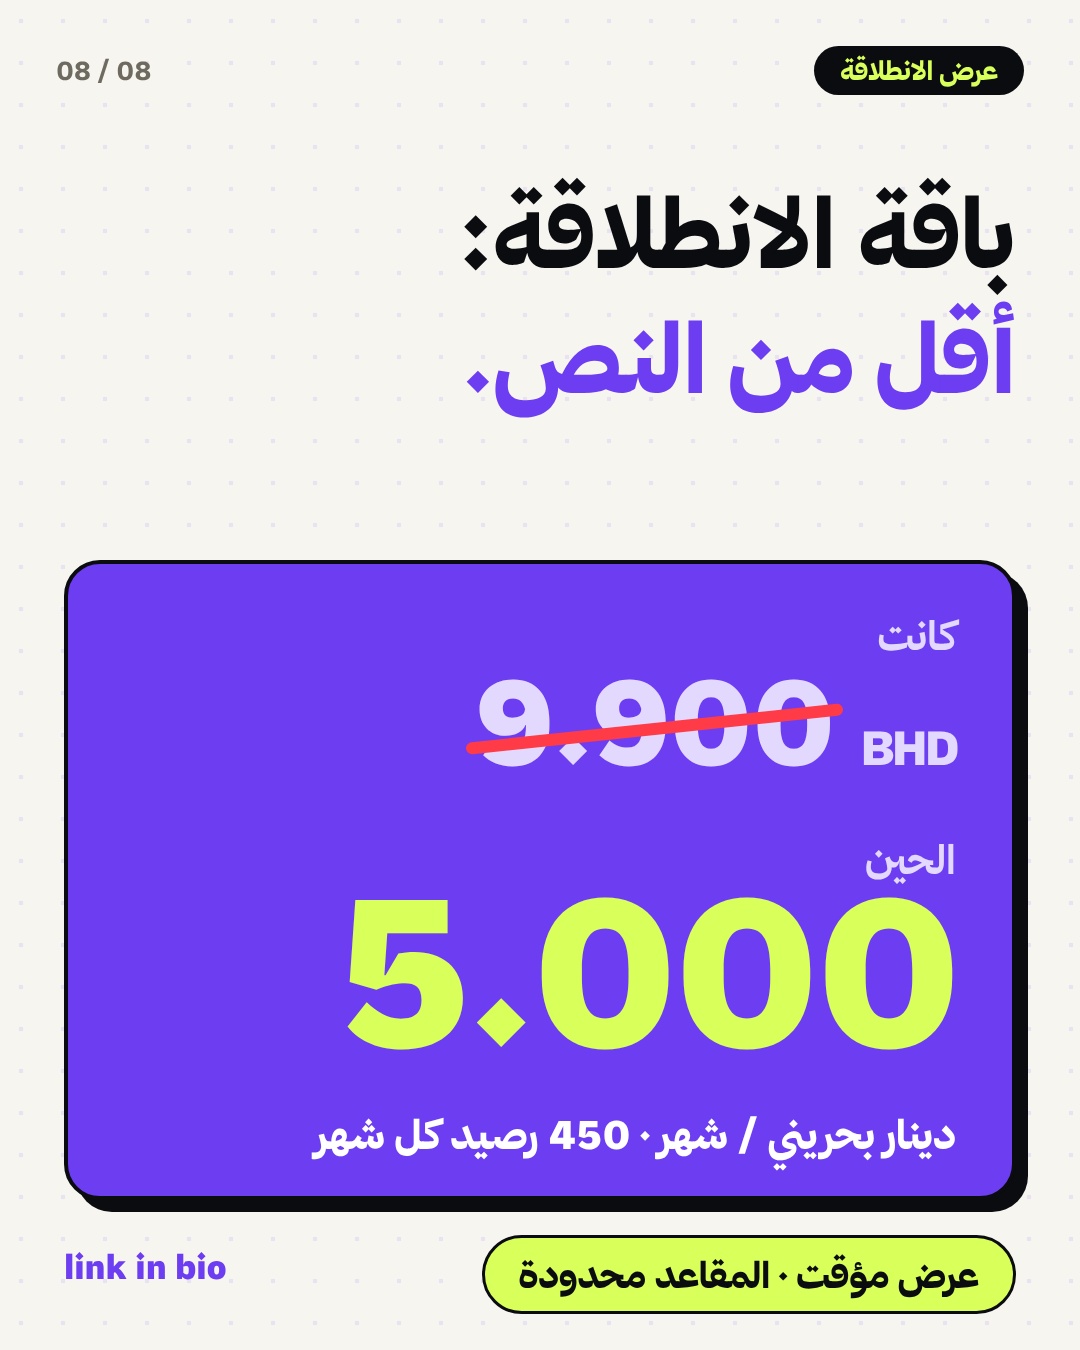 عرض الانطلاقة
08 / 08
باقة الانطلاقة:
أقل من النص.
كانت
BHD 9.900
الحين
5.000
دينار بحريني / شهر · 450 رصيد كل شهر
عرض مؤقت · المقاعد محدودة
link in bio